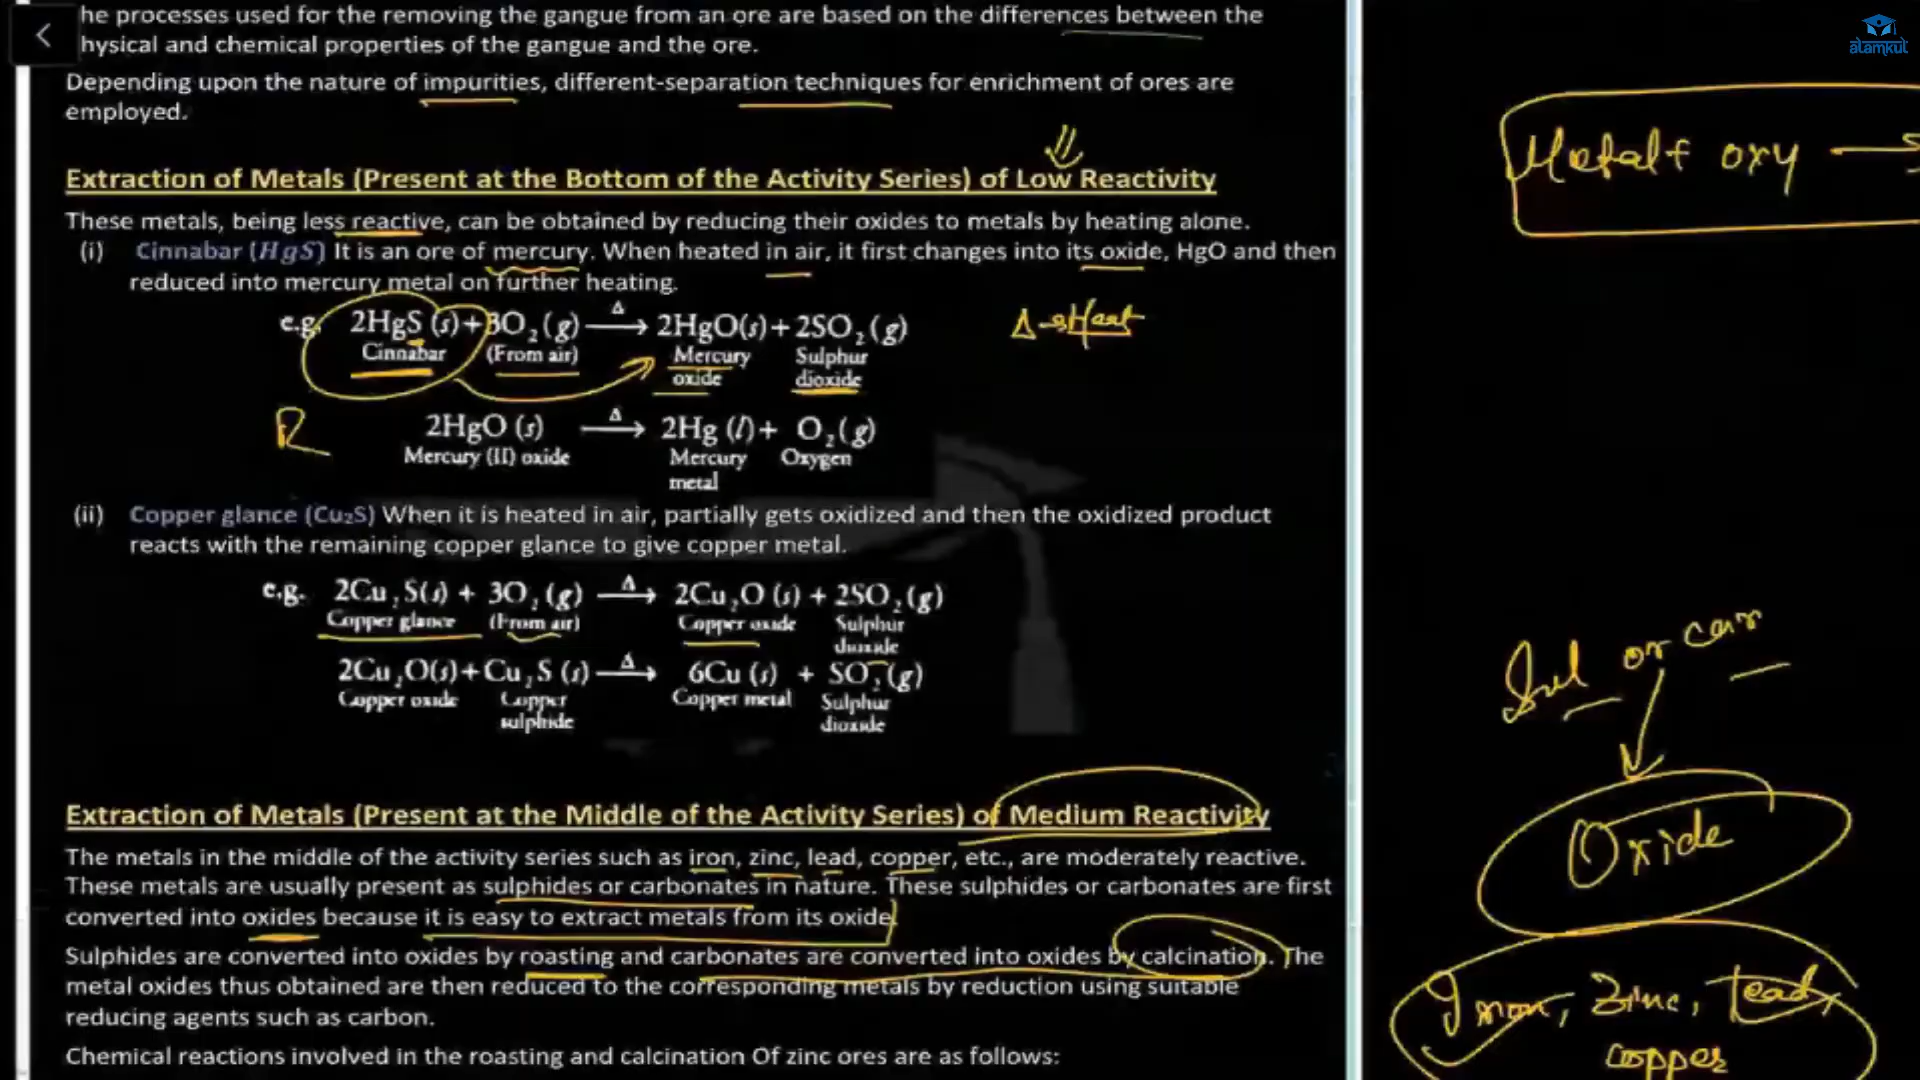 he processes used for the removing the gangue from an ore are based on the differences between the
hysical and chemical properties of the gangue and the ore.
Depending upon the nature of impurities, different-separation techniques for enrichment of ores are
employed.
alamkul
Metalt oxy →
Extraction of Metals (Present at the Bottom of the Activity Series) of Low Reactivity
These metals, being less reactive, can be obtained by reducing their oxides to metals by heating alone.
(i) Cinnabar (HgS) It is an ore of mercury. When heated in air, it first changes into its oxide, HgO and then
reduced into mercury metal on further heating.
e.g. 2HgS (s) + 3O₂ (g) —Δ→ 2HgO(s) + 2SO₂ (g)
Cinnabar (From air) Mercury Sulphur
oxide dioxide
Δ → Heat
R
2HgO (s) —Δ→ 2Hg (l) + O₂ (g)
Mercury (II) oxide Mercury Oxygen
metal
(ii) Copper glance (Cu₂S) When it is heated in air, partially gets oxidized and then the oxidized product
reacts with the remaining copper glance to give copper metal.
e.g. 2Cu₂S(s) + 3O₂ (g) —Δ→ 2Cu₂O (s) + 2SO₂ (g)
Copper glance (From air) Copper oxide Sulphur
dioxide
2Cu₂O(s) + Cu₂S (s) —Δ→ 6Cu (s) + SO₂ (g)
Copper oxide Copper Copper metal Sulphur
sulphide dioxide
Sul or car
Oxide
Iron, Zinc, Lead,
copper
Extraction of Metals (Present at the Middle of the Activity Series) of Medium Reactivity
The metals in the middle of the activity series such as iron, zinc, lead, copper, etc., are moderately reactive.
These metals are usually present as sulphides or carbonates in nature. These sulphides or carbonates are first
converted into oxides because it is easy to extract metals from its oxide.
Sulphides are converted into oxides by roasting and carbonates are converted into oxides by calcination. The
metal oxides thus obtained are then reduced to the corresponding metals by reduction using suitable
reducing agents such as carbon.
Chemical reactions involved in the roasting and calcination Of zinc ores are as follows: